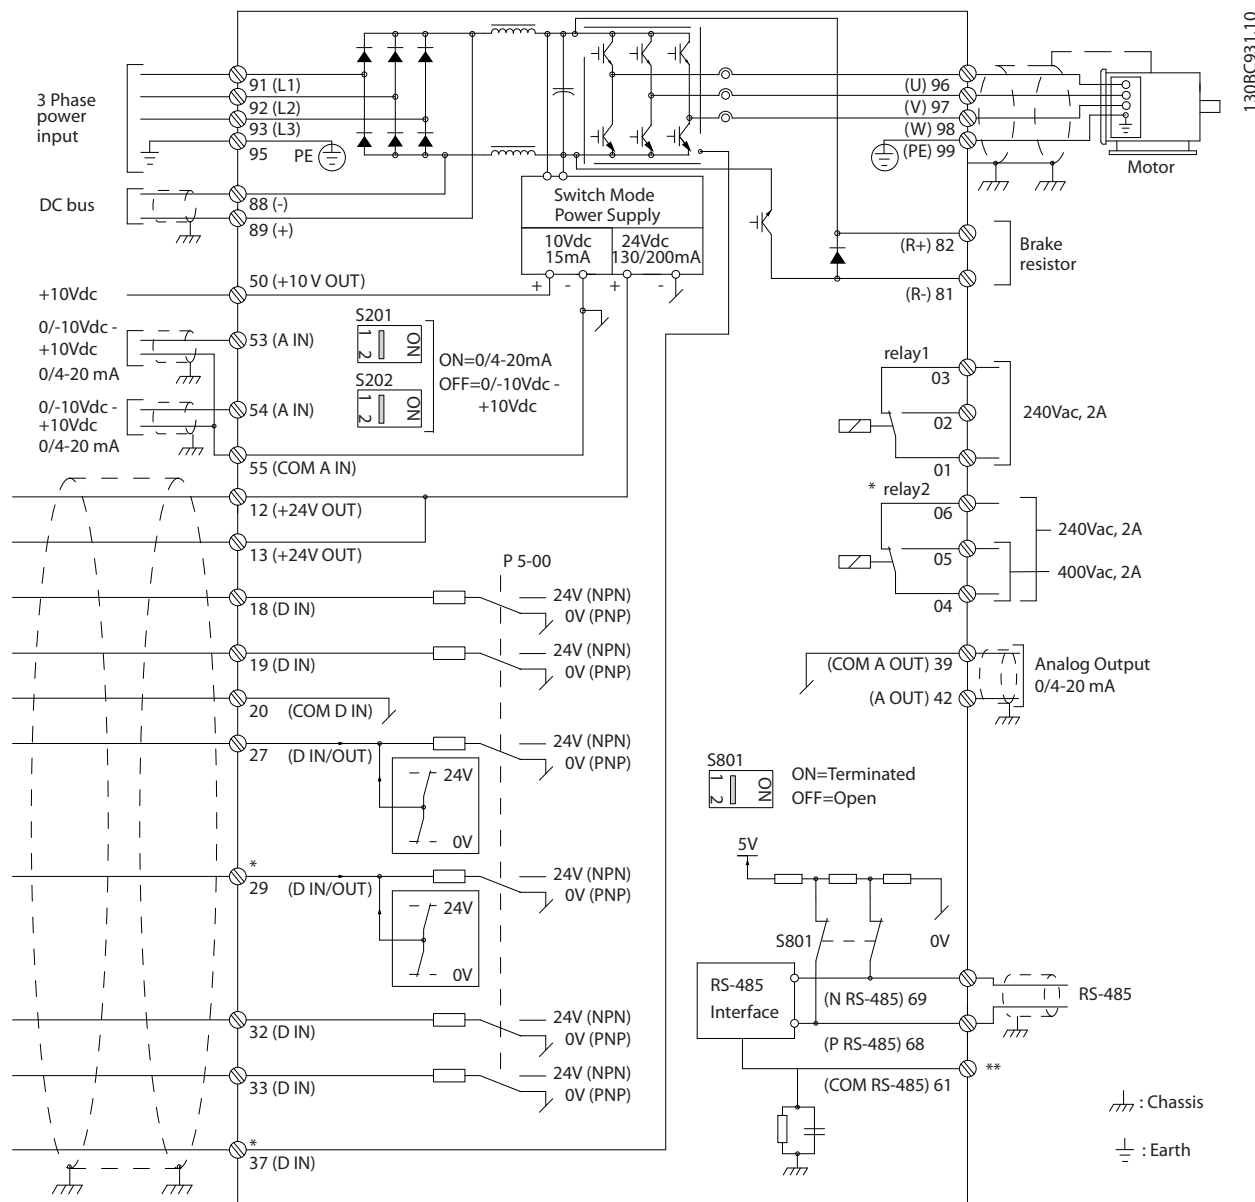 130BC931.10
3 Phase
power
input
91 (L1)
92 (L2)
93 (L3)
95
PE
DC bus
88 (-)
89 (+)
Switch Mode
Power Supply
10Vdc
15mA
24Vdc
130/200mA
+
-
+
-
(U) 96
(V) 97
(W) 98
(PE) 99
Motor
(R+) 82
(R-) 81
Brake
resistor
+10Vdc
50 (+10 V OUT)
0/-10Vdc -
+10Vdc
0/4-20 mA
53 (A IN)
0/-10Vdc -
+10Vdc
0/4-20 mA
54 (A IN)
55 (COM A IN)
S201
1
2
ON
S202
1
2
ON
ON=0/4-20mA
OFF=0/-10Vdc -
+10Vdc
relay1
03
02
01
240Vac, 2A
* relay2
06
05
04
240Vac, 2A
400Vac, 2A
12 (+24V OUT)
13 (+24V OUT)
P 5-00
18 (D IN)
24V (NPN)
0V (PNP)
19 (D IN)
24V (NPN)
0V (PNP)
20 (COM D IN)
27 (D IN/OUT)
24V (NPN)
0V (PNP)
24V
0V
*
29 (D IN/OUT)
24V (NPN)
0V (PNP)
24V
0V
32 (D IN)
24V (NPN)
0V (PNP)
33 (D IN)
24V (NPN)
0V (PNP)
*
37 (D IN)
(COM A OUT) 39
(A OUT) 42
Analog Output
0/4-20 mA
S801
1
2
ON
ON=Terminated
OFF=Open
5V
S801
0V
RS-485
Interface
(N RS-485) 69
(P RS-485) 68
(COM RS-485) 61
RS-485
**
: Chassis
: Earth